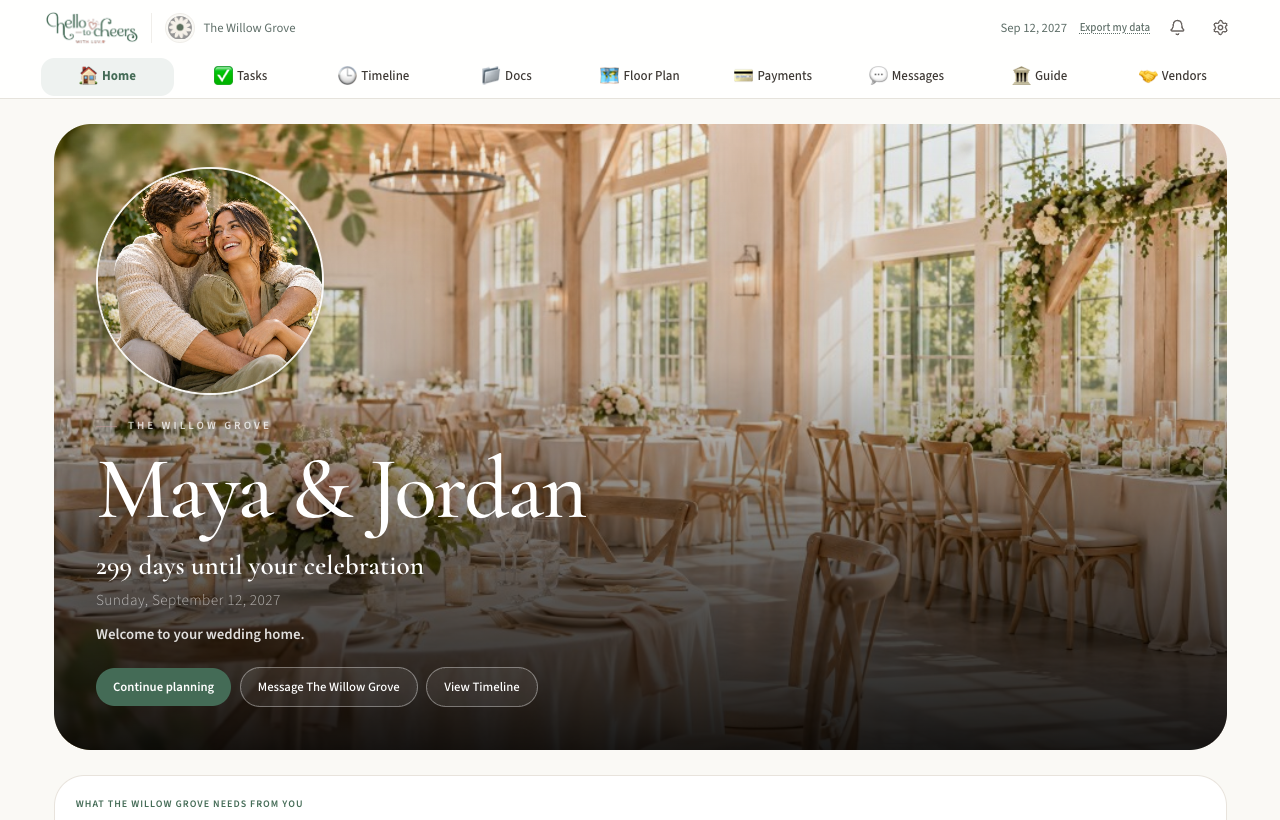 hello
to
cheers
WITH LOVE
The Willow Grove
Sep 12, 2027
Export my data
Home
Tasks
Timeline
Docs
Floor Plan
Payments
Messages
Guide
Vendors
THE WILLOW GROVE
Maya & Jordan
299 days until your celebration
Sunday, September 12, 2027
Welcome to your wedding home.
Continue planning
Message The Willow Grove
View Timeline
WHAT THE WILLOW GROVE NEEDS FROM YOU